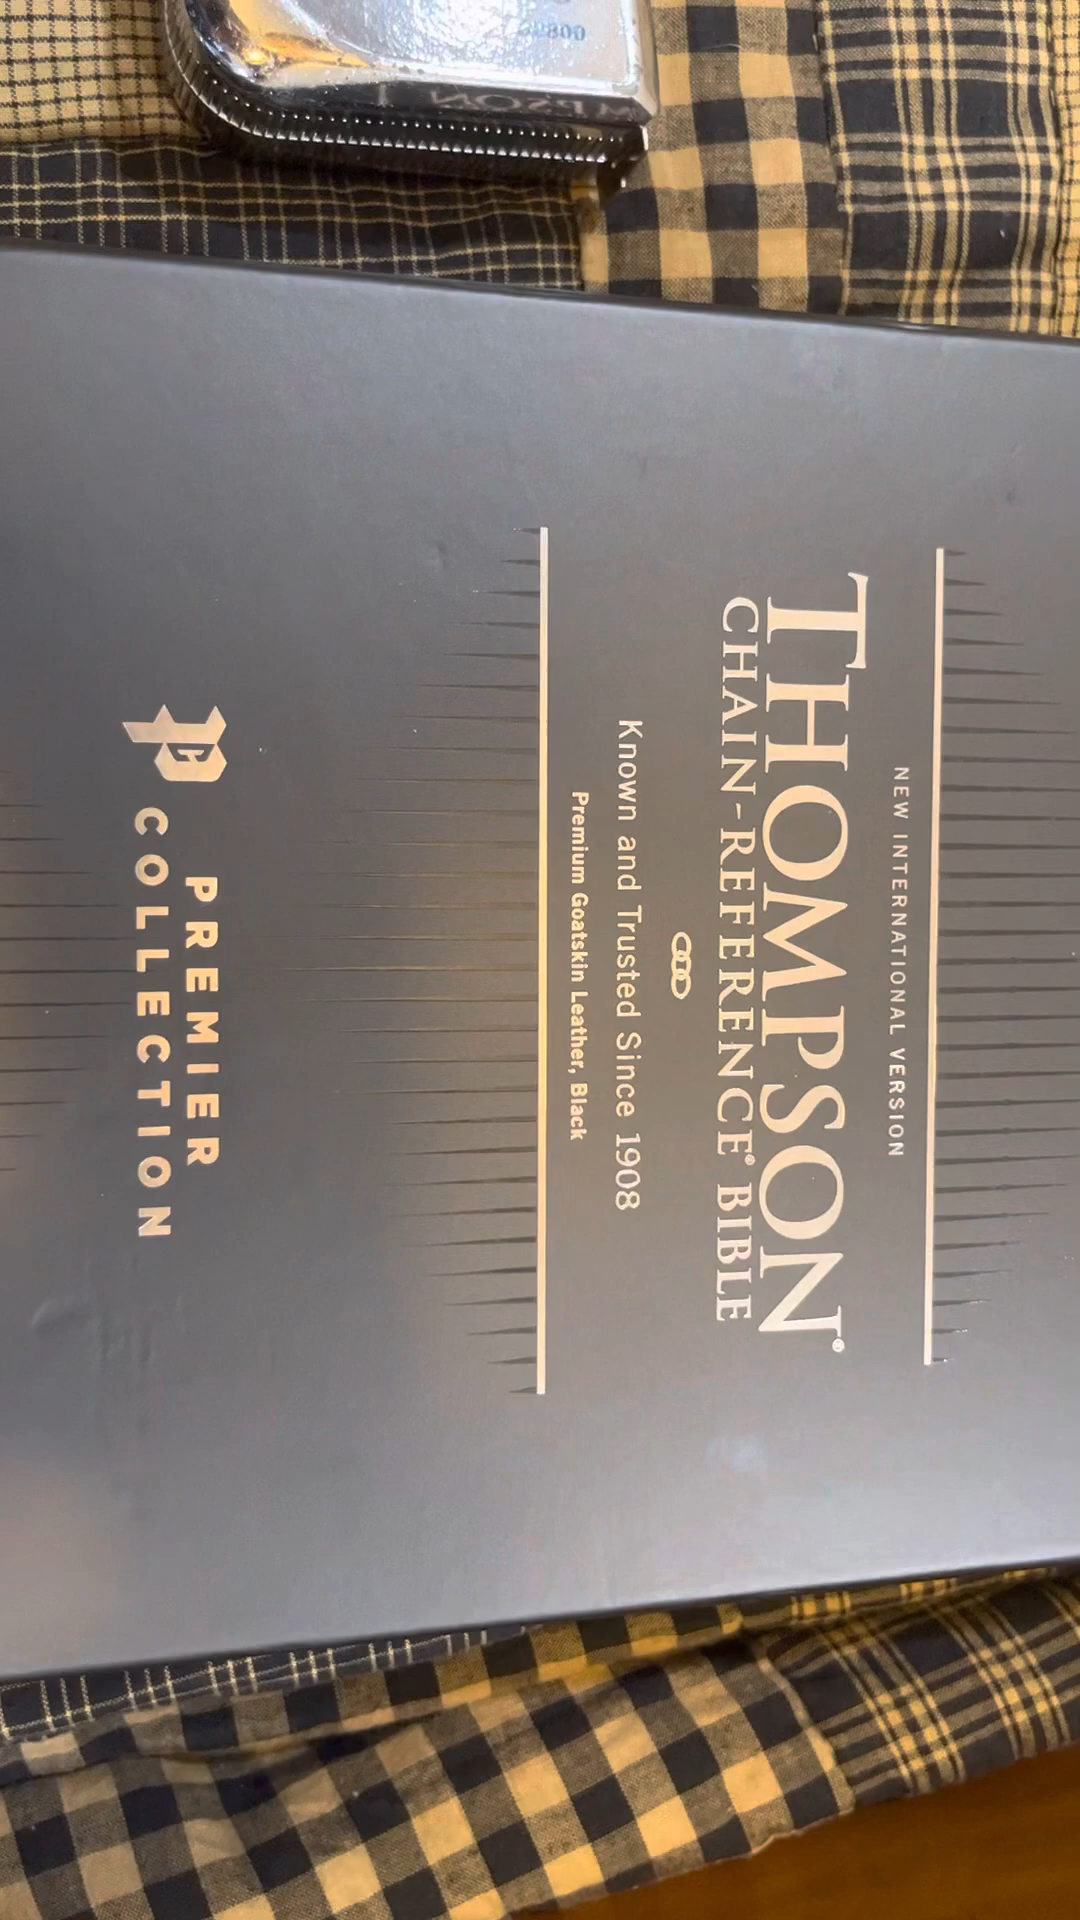 NEW INTERNATIONAL VERSION
THOMPSON®
CHAIN-REFERENCE® BIBLE
Known and Trusted Since 1908
Premium Goatskin Leather, Black
PREMIER
COLLECTION